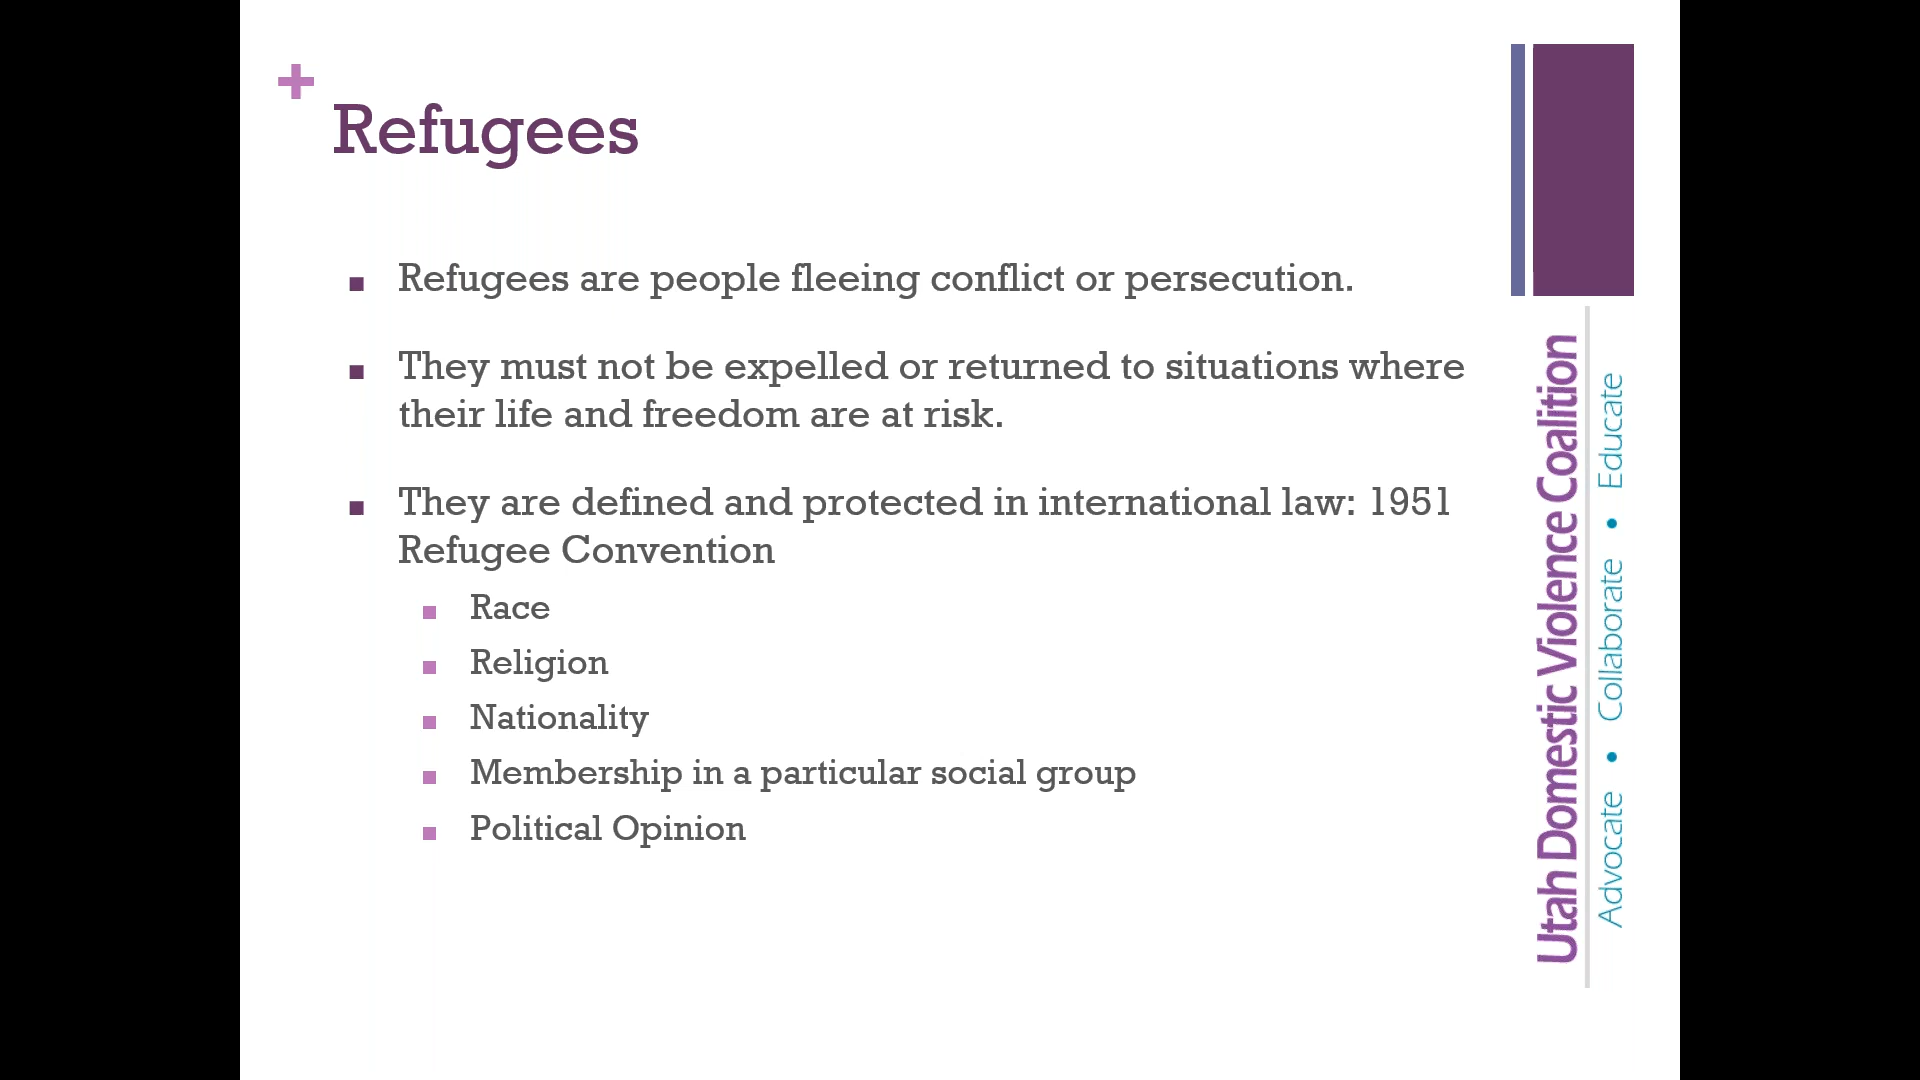 Refugees
Refugees are people fleeing conflict or persecution.
They must not be expelled or returned to situations where
their life and freedom are at risk.
They are defined and protected in international law: 1951
Refugee Convention
Race
Religion
Nationality
Membership in a particular social group
Political Opinion
Utah Domestic Violence Coalition
Advocate • Collaborate • Educate